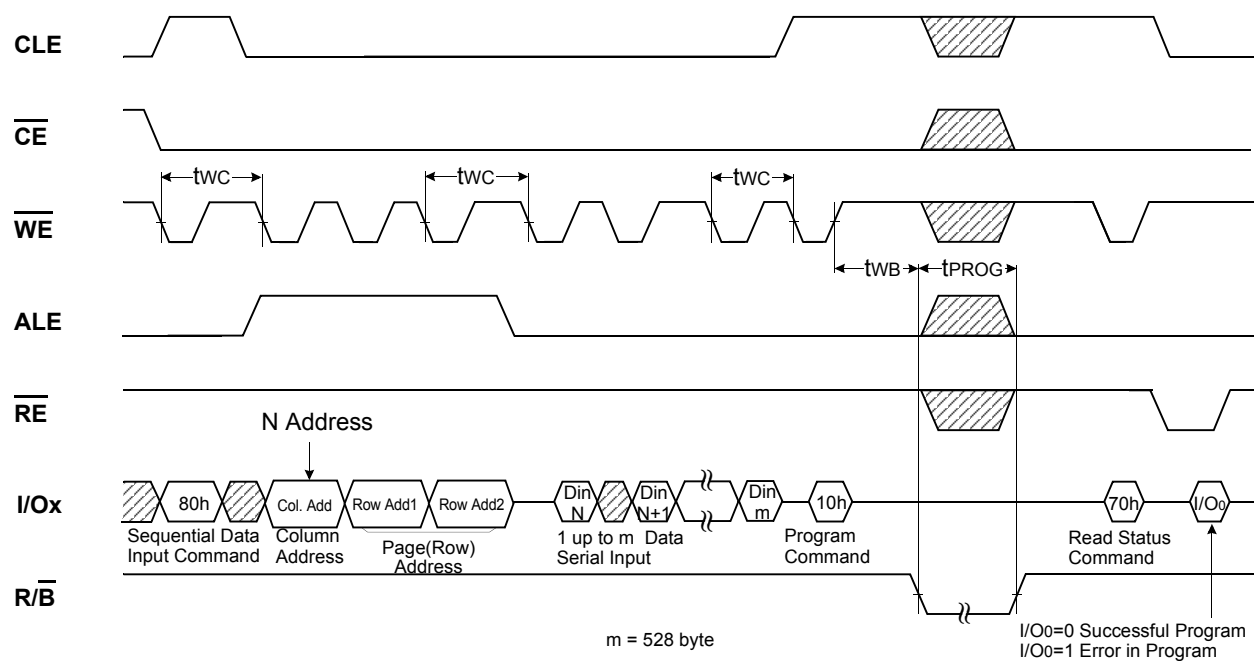 CLE
CE
tWC
tWC
tWC
WE
tWB
tPROG
ALE
RE
N Address
I/Ox
80h
Col. Add
Row Add1
Row Add2
Din N
Din N+1
Din m
10h
70h
I/O0
Sequential Data
Input Command
Column
Address
Page(Row)
Address
1 up to m Data
Serial Input
Program
Command
Read Status
Command
R/B
m = 528 byte
I/O0=0 Successful Program
I/O0=1 Error in Program